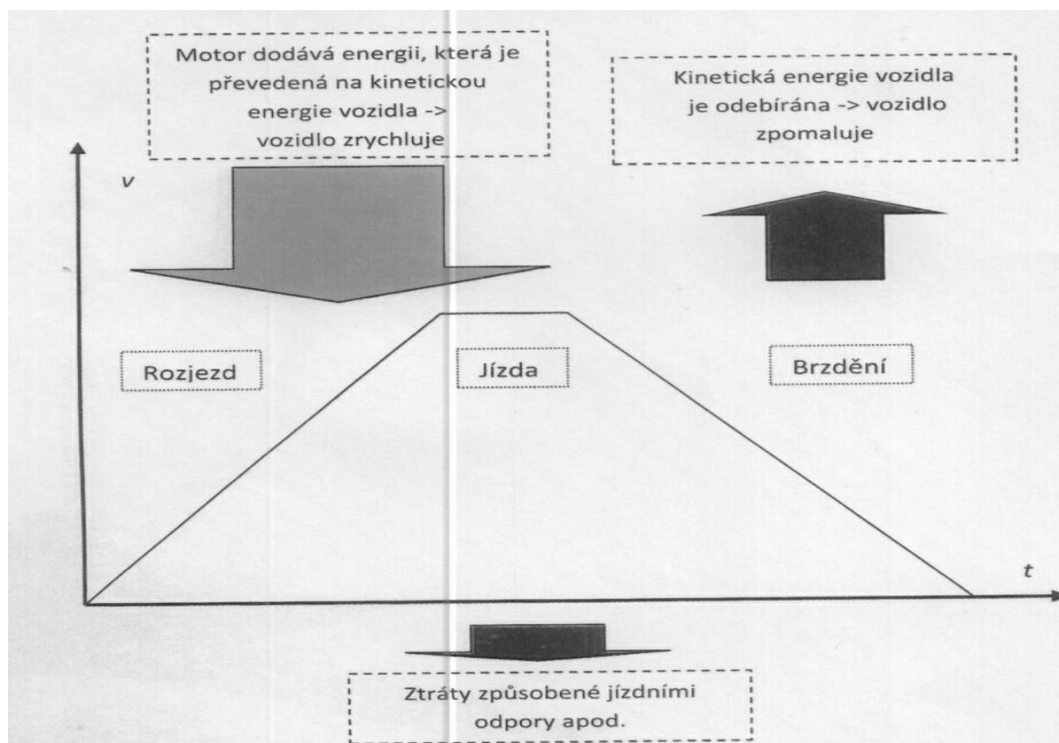 Motor dodává energii, která je
převedená na kinetickou
energie vozidla ->
vozidlo zrychluje
Kinetická energie vozidla
je odebírána -> vozidlo
zpomaluje
v
Rozjezd
Jízda
Brzdění
t
Ztráty způsobené jízdními
odpory apod.